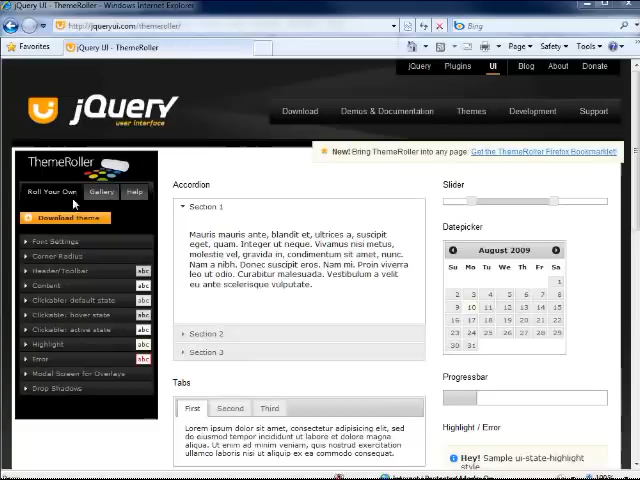 jQuery UI - ThemeRoller - Windows Internet Explorer
http://jqueryui.com/themeroller/
Bing
Favorites
jQuery UI - ThemeRoller
Page
Safety
Tools
jQuery
Plugins
UI
Blog
About
Donate
jQuery
user interface
Download
Demos & Documentation
Themes
Development
Support
New! Bring ThemeRoller into any page: Get the ThemeRoller Firefox Bookmarklet!
ThemeRoller
Roll Your Own
Gallery
Help
Download theme
Font Settings
Corner Radius
Header/Toolbar abc
Content abc
Clickable: default state abc
Clickable: hover state abc
Clickable: active state abc
Highlight abc
Error abc
Modal Screen for Overlays
Drop Shadows
Accordion
Section 1
Mauris mauris ante, blandit et, ultrices a, suscipit
eget, quam. Integer ut neque. Vivamus nisi metus,
molestie vel, gravida in, condimentum sit amet, nunc.
Nam a nibh. Donec suscipit eros. Nam mi. Proin viverra
leo ut odio. Curabitur malesuada. Vestibulum a velit
eu ante scelerisque vulputate.
Section 2
Section 3
Tabs
First
Second
Third
Lorem ipsum dolor sit amet, consectetur adipisicing elit,
sed do eiusmod tempor incididunt ut labore et dolore
magna aliqua. Ut enim ad minim veniam, quis nostrud
Slider
Datepicker
August 2009
Su Mo Tu We Th Fr Sa
1
2 3 4 5 6 7 8
9 10 11 12 13 14 15
16 17 18 19 20 21 22
23 24 25 26 27 28 29
30 31
Progressbar
Highlight / Error
Hey! Sample ui-state-highlight
style.
100%